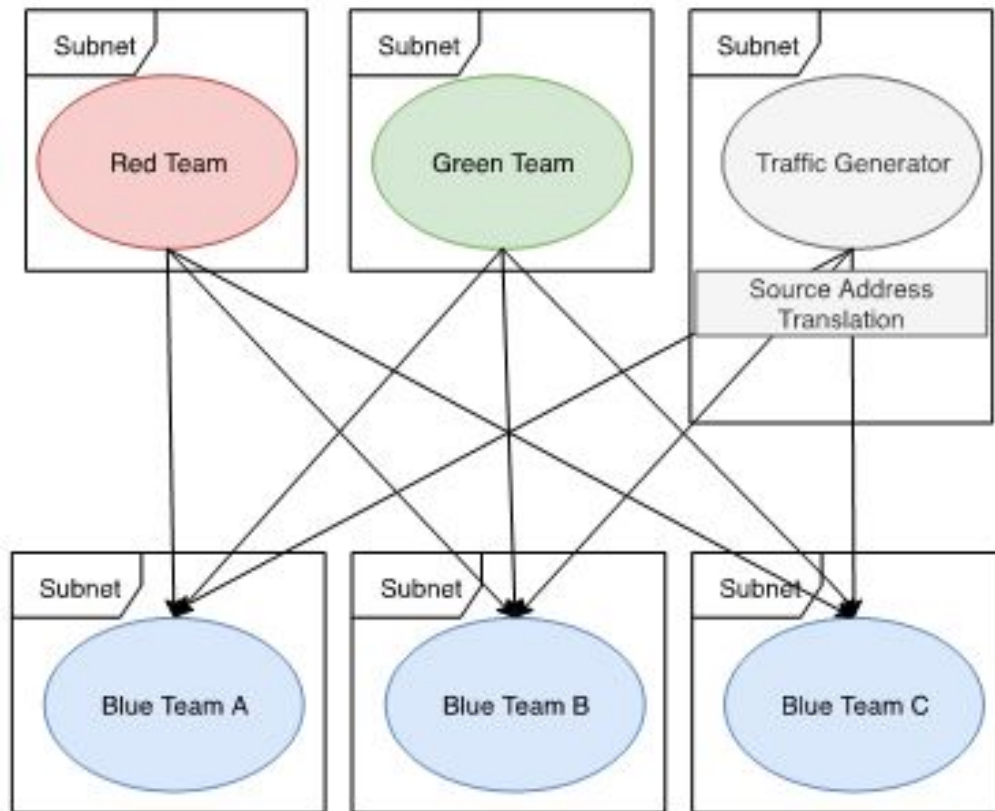 Subnet
Subnet
Subnet
Red Team
Green Team
Traffic Generator
Source Address
Translation
Subnet
Subnet
Subnet
Blue Team A
Blue Team B
Blue Team C